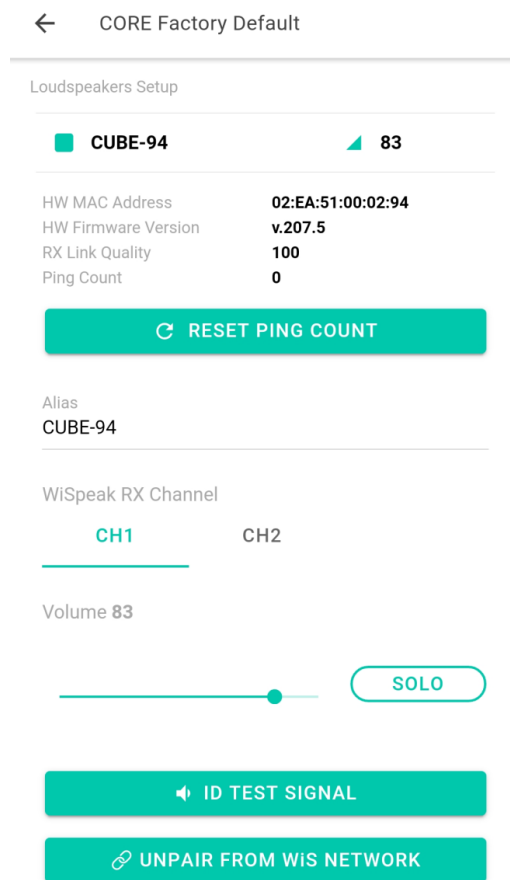 CORE Factory Default
Loudspeakers Setup
CUBE-94 83
HW MAC Address 02:EA:51:00:02:94
HW Firmware Version v.207.5
RX Link Quality 100
Ping Count 0
RESET PING COUNT
Alias
CUBE-94
WiSpeak RX Channel
CH1 CH2
Volume 83
SOLO
ID TEST SIGNAL
UNPAIR FROM WiS NETWORK